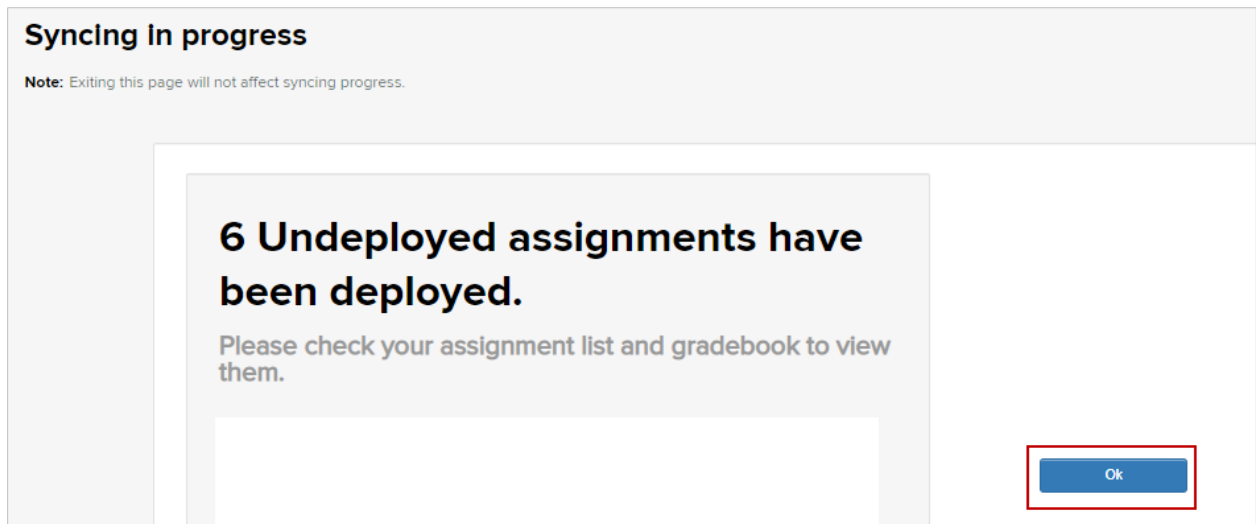 Syncing in progress
Note: Exiting this page will not affect syncing progress.
6 Undeployed assignments have
been deployed.
Please check your assignment list and gradebook to view
them.
Ok